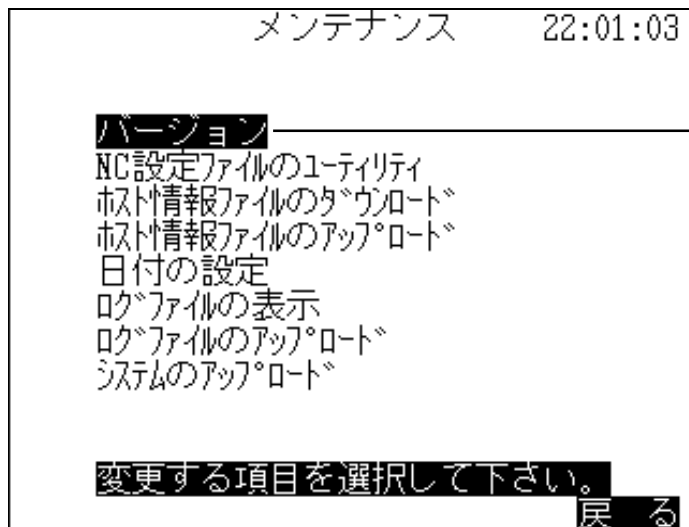 メンテナンス 22:01:03
バージョン
NC設定ﾌｧｲﾙのﾕｰﾃｨﾘﾃｨ
ﾎｽﾄ情報ﾌｧｲﾙのﾀﾞｳﾝﾛｰﾄﾞ
ﾎｽﾄ情報ﾌｧｲﾙのｱｯﾌﾟﾛｰﾄﾞ
日付の設定
ﾛｸﾞﾌｧｲﾙの表示
ﾛｸﾞﾌｧｲﾙのｱｯﾌﾟﾛｰﾄﾞ
ｼｽﾃﾑのｱｯﾌﾟﾛｰﾄﾞ
変更する項目を選択して下さい。
戻　る